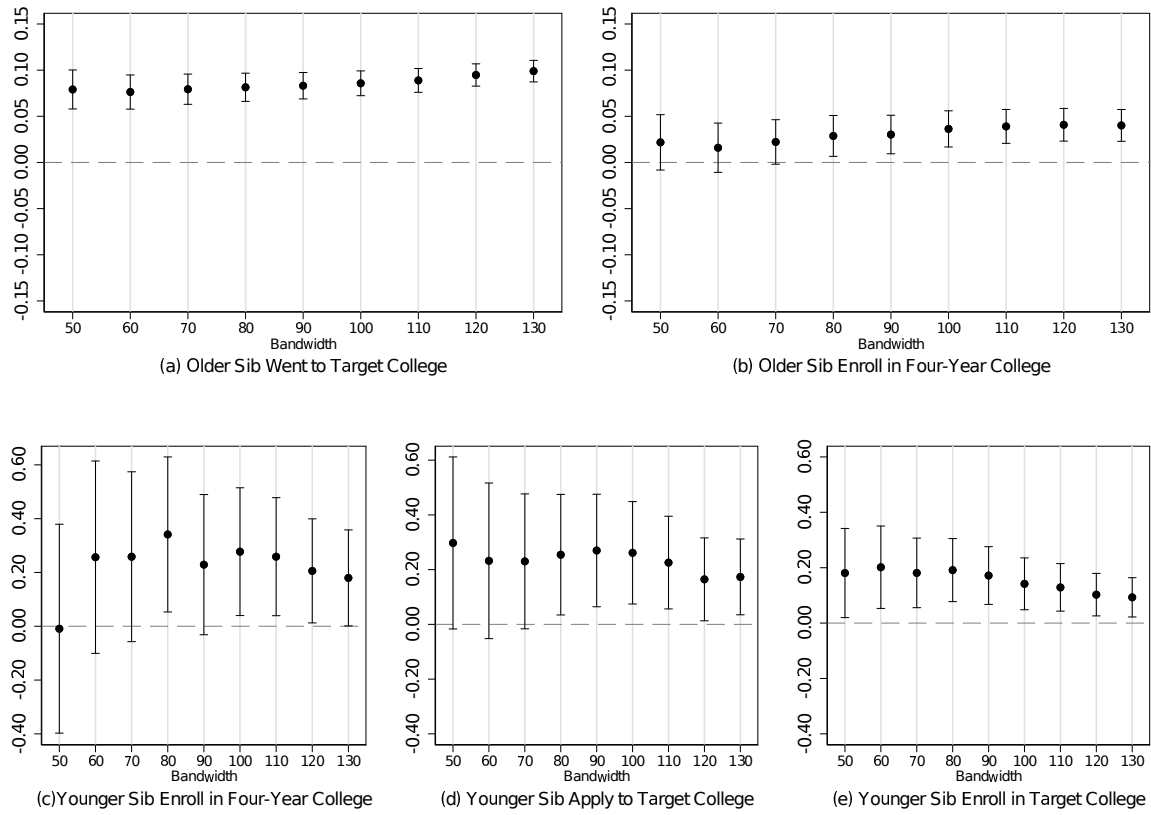 0.15
0.10
0.05
0.00
-0.05
-0.10
-0.15
50 60 70 80 90 100 110 120 130
Bandwidth
(a) Older Sib Went to Target College
0.15
0.10
0.05
0.00
-0.05
-0.10
-0.15
50 60 70 80 90 100 110 120 130
Bandwidth
(b) Older Sib Enroll in Four-Year College
0.60
0.40
0.20
0.00
-0.20
-0.40
50 60 70 80 90 100 110 120 130
Bandwidth
(c)Younger Sib Enroll in Four-Year College
0.60
0.40
0.20
0.00
-0.20
-0.40
50 60 70 80 90 100 110 120 130
Bandwidth
(d) Younger Sib Apply to Target College
0.60
0.40
0.20
0.00
-0.20
-0.40
50 60 70 80 90 100 110 120 130
Bandwidth
(e) Younger Sib Enroll in Target College